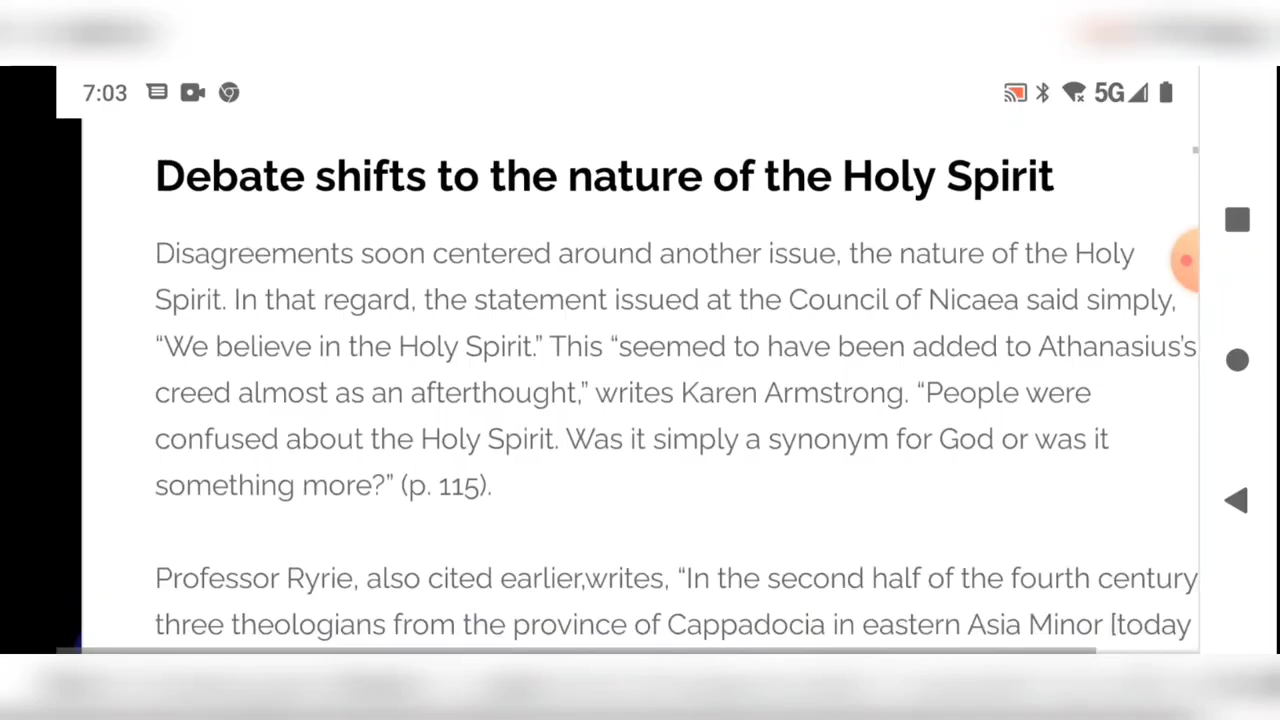 7:03
5G
Debate shifts to the nature of the Holy Spirit
Disagreements soon centered around another issue, the nature of the Holy
Spirit. In that regard, the statement issued at the Council of Nicaea said simply,
“We believe in the Holy Spirit.” This “seemed to have been added to Athanasius’s
creed almost as an afterthought,” writes Karen Armstrong. “People were
confused about the Holy Spirit. Was it simply a synonym for God or was it
something more?” (p. 115).
Professor Ryrie, also cited earlier,writes, “In the second half of the fourth century
three theologians from the province of Cappadocia in eastern Asia Minor [today